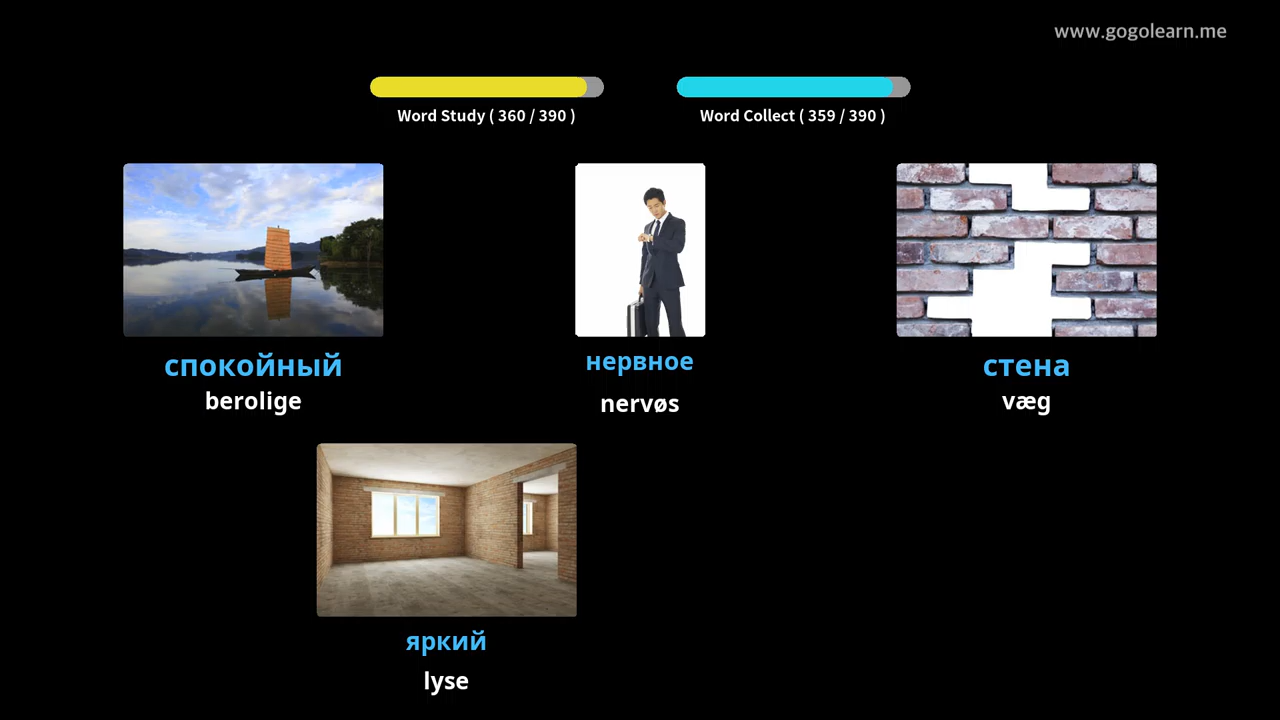 www.gogolearn.me
Word Study ( 360 / 390 )
Word Collect ( 359 / 390 )
спокойный
berolige
нервное
nervøs
стена
væg
яркий
lyse